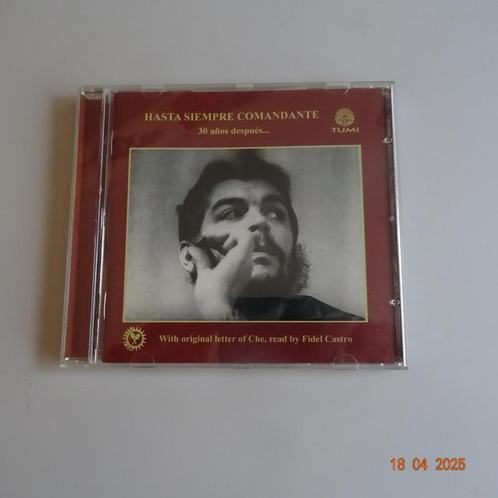 HASTA SIEMPRE COMANDANTE
30 años después...
TUMI
With original letter of Che, read by Fidel Castro
18 04 2025